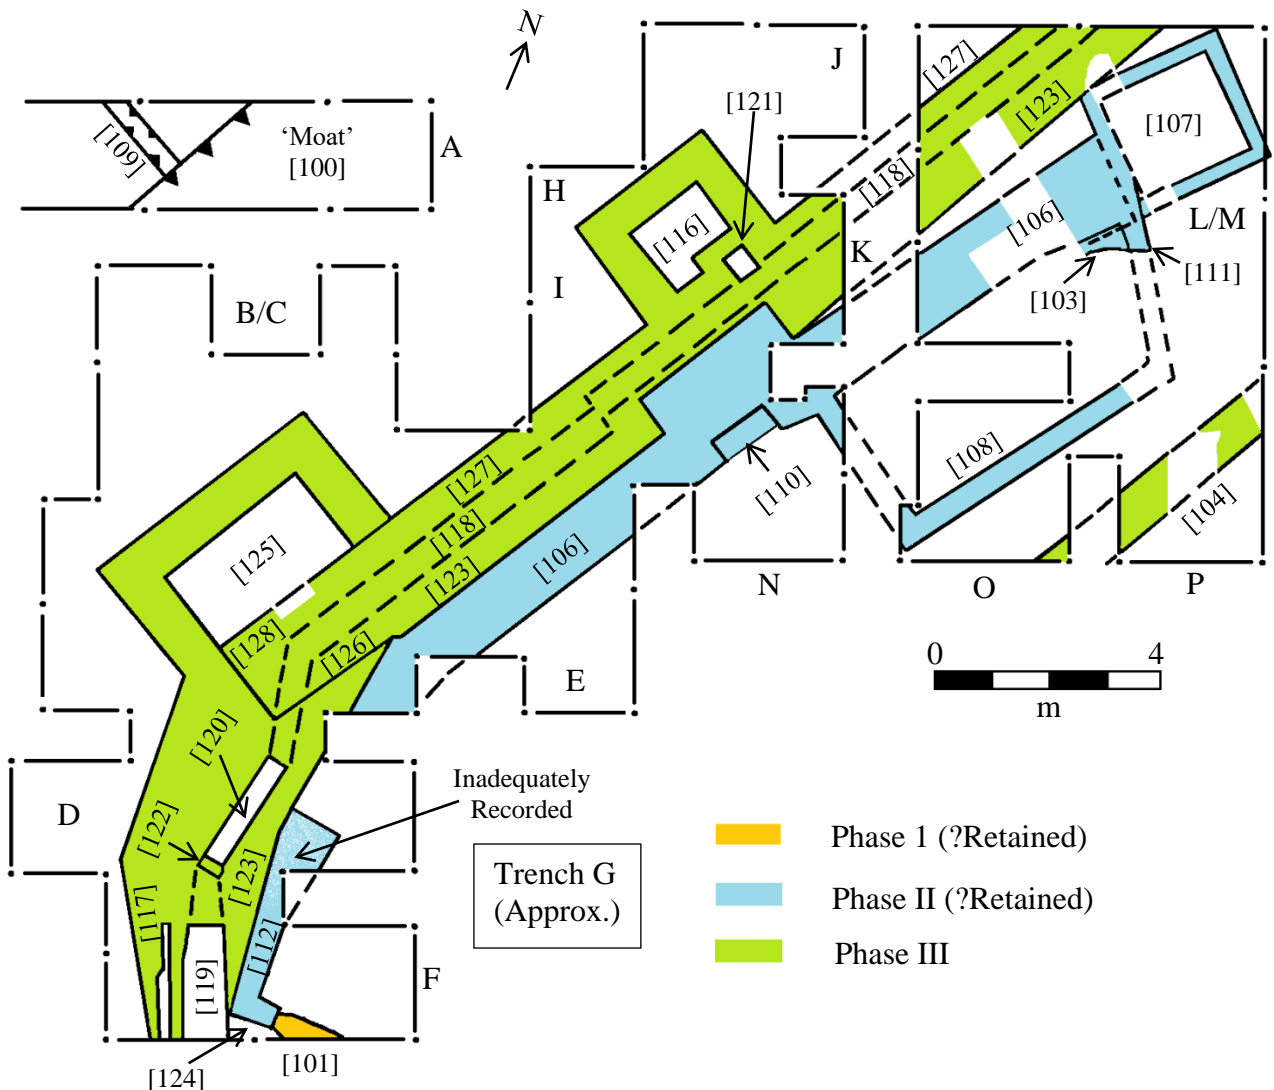 N
J
[127]
[121]
[123]
[107]
[109]
‘Moat’
[100]
A
H
[118]
[116]
[106]
L/M
K
[111]
I
[103]
B/C
[127]
[108]
[110]
[104]
[125]
[118]
[106]
[123]
N
O
P
[128]
[126]
0
4
m
E
[120]
Inadequately
Recorded
D
[122]
[123]
Trench G
(Approx.)
Phase 1 (?Retained)
Phase II (?Retained)
Phase III
[117]
[112]
[119]
F
[101]
[124]